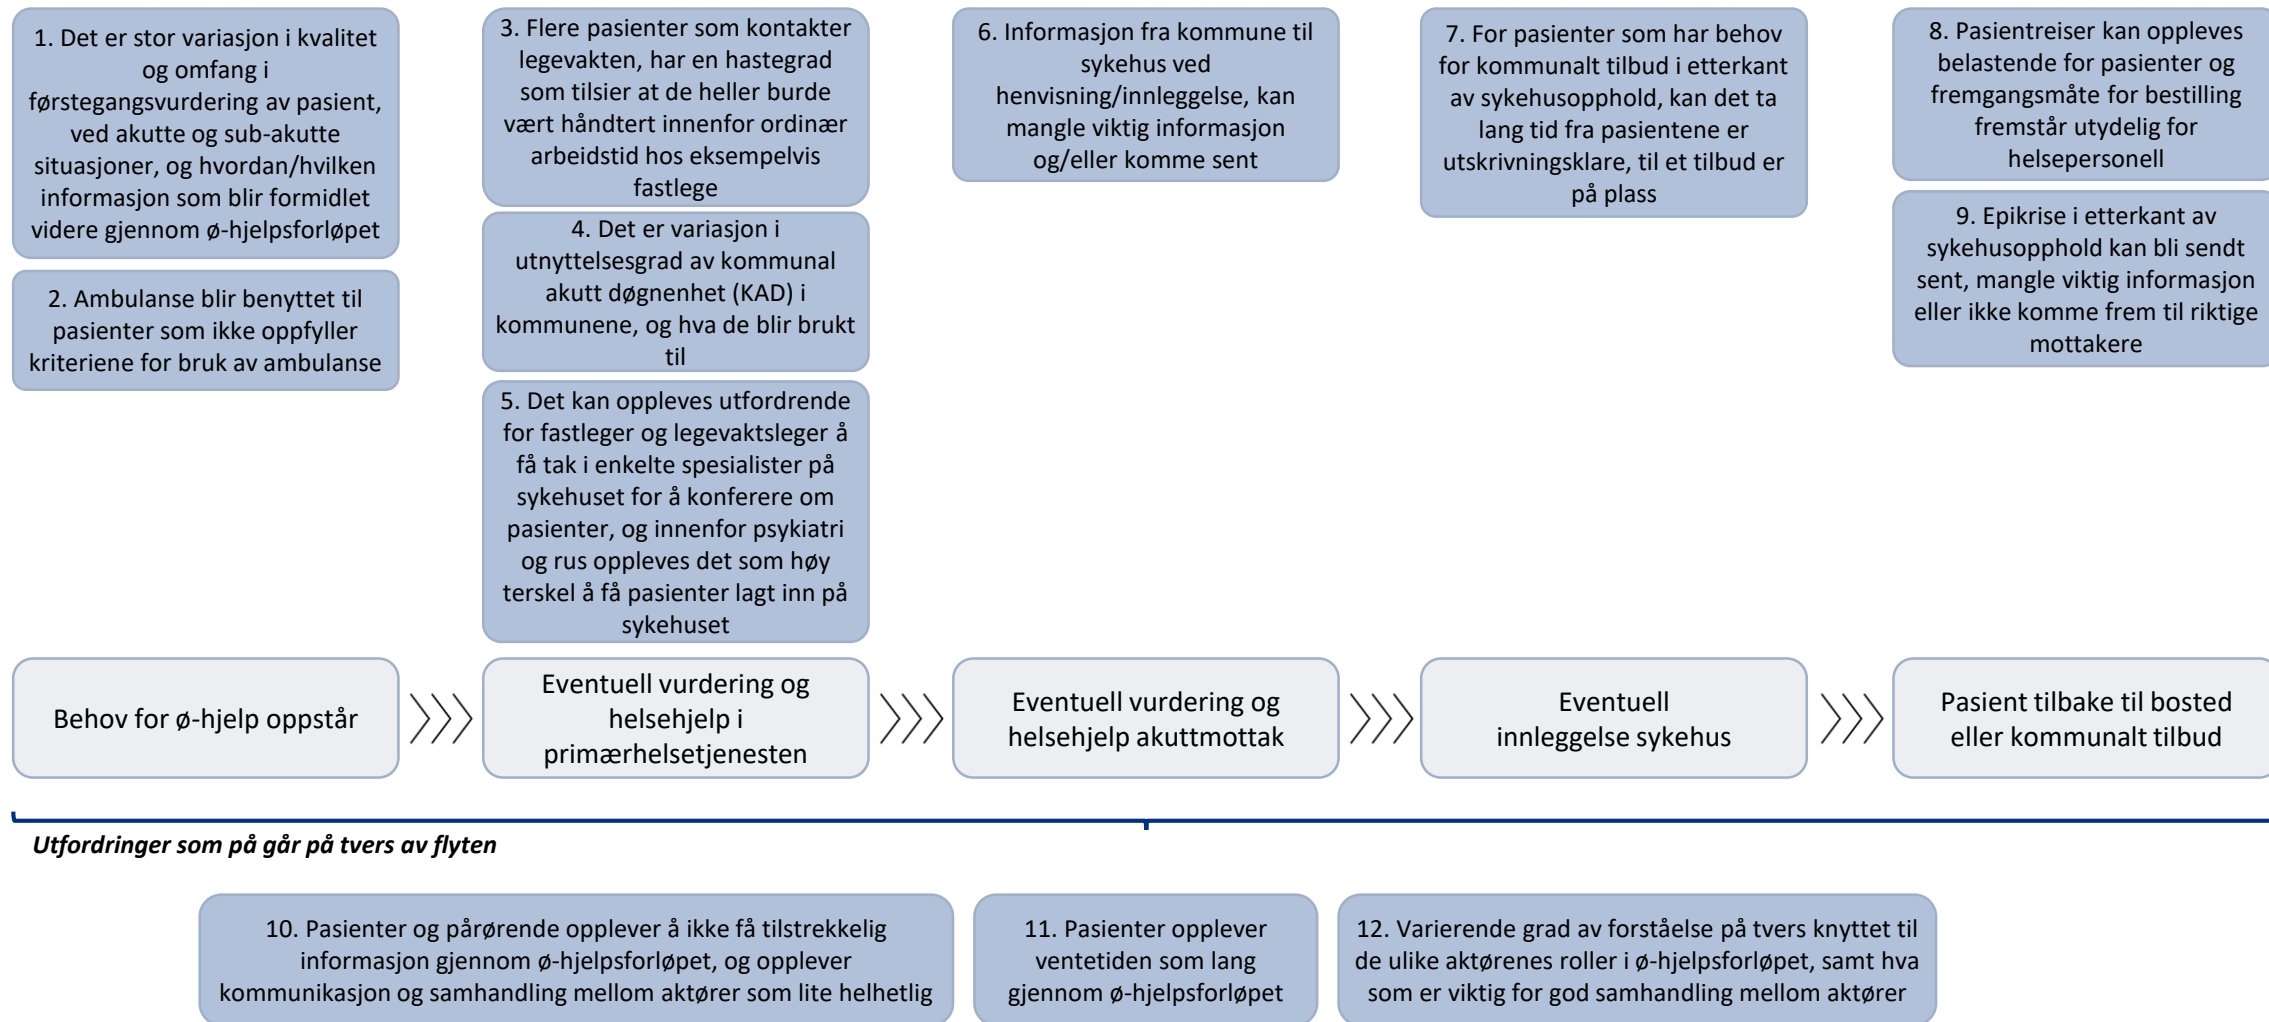 1. Det er stor variasjon i kvalitet
og omfang i
førstegangsvurdering av pasient,
ved akutte og sub-akutte
situasjoner, og hvordan/hvilken
informasjon som blir formidlet
videre gjennom ø-hjelpsforløpet
2. Ambulanse blir benyttet til
pasienter som ikke oppfyller
kriteriene for bruk av ambulanse
3. Flere pasienter som kontakter
legevakten, har en hastegrad
som tilsier at de heller burde
vært håndtert innenfor ordinær
arbeidstid hos eksempelvis
fastlege
4. Det er variasjon i
utnyttelsesgrad av kommunal
akutt døgnenhet (KAD) i
kommunene, og hva de blir brukt
til
5. Det kan oppleves utfordrende
for fastleger og legevaktsleger å
få tak i enkelte spesialister på
sykehuset for å konferere om
pasienter, og innenfor psykiatri
og rus oppleves det som høy
terskel å få pasienter lagt inn på
sykehuset
6. Informasjon fra kommune til
sykehus ved
henvisning/innleggelse, kan
mangle viktig informasjon
og/eller komme sent
7. For pasienter som har behov
for kommunalt tilbud i etterkant
av sykehusopphold, kan det ta
lang tid fra pasientene er
utskrivningsklare, til et tilbud er
på plass
8. Pasientreiser kan oppleves
belastende for pasienter og
fremgangsmåte for bestilling
fremstår utydelig for
helsepersonell
9. Epikrise i etterkant av
sykehusopphold kan bli sendt
sent, mangle viktig informasjon
eller ikke komme frem til riktige
mottakere
Behov for ø-hjelp oppstår
Eventuell vurdering og
helsehjelp i
primærhelsetjenesten
Eventuell vurdering og
helsehjelp akuttmottak
Eventuell
innleggelse sykehus
Pasient tilbake til bosted
eller kommunalt tilbud
Utfordringer som på går på tvers av flyten
10. Pasienter og pårørende opplever å ikke få tilstrekkelig
informasjon gjennom ø-hjelpsforløpet, og opplever
kommunikasjon og samhandling mellom aktører som lite helhetlig
11. Pasienter opplever
ventetiden som lang
gjennom ø-hjelpsforløpet
12. Varierende grad av forståelse på tvers knyttet til
de ulike aktørenes roller i ø-hjelpsforløpet, samt hva
som er viktig for god samhandling mellom aktører